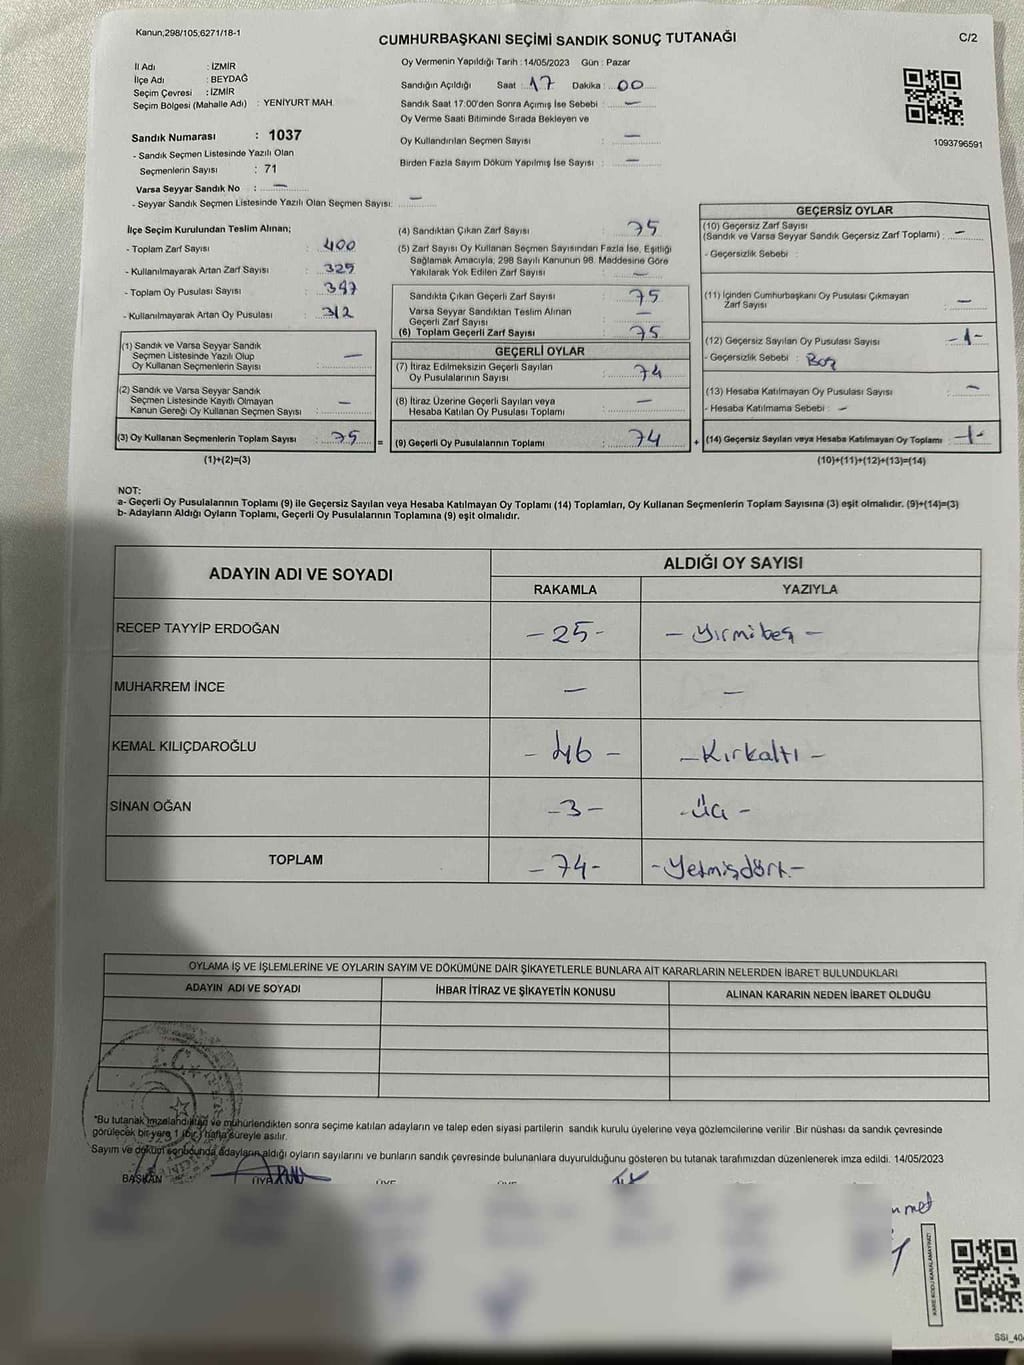 Kanun,298/105,6271/18-1
CUMHURBAŞKANI SEÇİMİ SANDIK SONUÇ TUTANAĞI
C/2
İl Adı : İZMİR
İlçe Adı : BEYDAĞ
Seçim Çevresi : İZMİR
Seçim Bölgesi (Mahalle Adı) : YENİYURT MAH.
Sandık Numarası : 1037
- Sandık Seçmen Listesinde Yazılı Olan
Seçmenlerin Sayısı : 71
Varsa Seyyar Sandık No : —
- Seyyar Sandık Seçmen Listesinde Yazılı Olan Seçmen Sayısı: —
Oy Vermenin Yapıldığı Tarih : 14/05/2023 Gün : Pazar
Sandığın Açıldığı Saat : 17 Dakika : 00
Sandık Saat 17:00'den Sonra Açımış İse Sebebi : —
Oy Verme Saati Bitiminde Sırada Bekleyen ve
Oy Kullandırılan Seçmen Sayısı : —
Birden Fazla Sayım Döküm Yapılmış İse Sayısı : —
1093796591
İlçe Seçim Kurulundan Teslim Alınan;
- Toplam Zarf Sayısı : 400
- Kullanılmayarak Artan Zarf Sayısı : 325
- Toplam Oy Pusulası Sayısı : 387
- Kullanılmayarak Artan Oy Pusulası : 312
(1) Sandık ve Varsa Seyyar Sandık
Seçmen Listesinde Yazılı Olup
Oy Kullanan Seçmenlerin Sayısı : —
(2) Sandık ve Varsa Seyyar Sandık
Seçmen Listesinde Kayıtlı Olmayan
Kanun Gereği Oy Kullanan Seçmen Sayısı : —
(3) Oy Kullanan Seçmenlerin Toplam Sayısı : 75 =
(1)+(2)=(3)
(4) Sandıktan Çıkan Zarf Sayısı : 75
(5) Zarf Sayısı Oy Kullanan Seçmen Sayısından Fazla İse, Eşitliği
Sağlamak Amacıyla, 298 Sayılı Kanunun 98. Maddesine Göre
Yakılarak Yok Edilen Zarf Sayısı : —
Sandıkta Çıkan Geçerli Zarf Sayısı : 75
Varsa Seyyar Sandıktan Teslim Alınan
Geçerli Zarf Sayısı : —
(6) Toplam Geçerli Zarf Sayısı : 75
GEÇERLİ OYLAR
(7) İtiraz Edilmeksizin Geçerli Sayılan
Oy Pusulalarının Sayısı : 74
(8) İtiraz Üzerine Geçerli Sayılan veya
Hesaba Katılan Oy Pusulası Toplamı : —
(9) Geçerli Oy Pusulalarının Toplamı : 74 +
GEÇERSİZ OYLAR
(10) Geçersiz Zarf Sayısı
(Sandık ve Varsa Seyyar Sandık Geçersiz Zarf Toplamı) : —
- Geçersizlik Sebebi :
(11) İçinden Cumhurbaşkanı Oy Pusulası Çıkmayan
Zarf Sayısı : —
(12) Geçersiz Sayılan Oy Pusulası Sayısı : -1-
- Geçersizlik Sebebi : Boş
(13) Hesaba Katılmayan Oy Pusulası Sayısı : —
- Hesaba Katılmama Sebebi : —
(14) Geçersiz Sayılan veya Hesaba Katılmayan Oy Toplamı : -1-
(10)+(11)+(12)+(13)=(14)
NOT:
a- Geçerli Oy Pusulalarının Toplamı (9) ile Geçersiz Sayılan veya Hesaba Katılmayan Oy Toplamı (14) Toplamları, Oy Kullanan Seçmenlerin Toplam Sayısına (3) eşit olmalıdır. (9)+(14)=(3)
b- Adayların Aldığı Oyların Toplamı, Geçerli Oy Pusulalarının Toplamına (9) eşit olmalıdır.
ADAYIN ADI VE SOYADI
ALDIĞI OY SAYISI
RAKAMLA YAZIYLA
RECEP TAYYİP ERDOĞAN - 25 - - Yirmibeş -
MUHARREM İNCE — —
KEMAL KILIÇDAROĞLU - 46 - - Kırkaltı -
SİNAN OĞAN - 3 - - Üç -
TOPLAM - 74 - - Yetmişdört -
OYLAMA İŞ VE İŞLEMLERİNE VE OYLARIN SAYIM VE DÖKÜMÜNE DAİR ŞİKAYETLERLE BUNLARA AİT KARARLARIN NELERDEN İBARET BULUNDUKLARI
ADAYIN ADI VE SOYADI İHBAR İTİRAZ VE ŞİKAYETİN KONUSU ALINAN KARARIN NEDEN İBARET OLDUĞU
T.C.
*Bu tutanak imzalandıktan ve mühürlendikten sonra seçime katılan adayların ve talep eden siyasi partilerin sandık kurulu üyelerine veya gözlemcilerine verilir .Bir nüshası da sandık çevresinde
görülecek bir yere 1 (bir ) hafta süreyle asılır.
Sayım ve döküm sonucunda adayların aldığı oyların sayılarını ve bunların sandık çevresinde bulunanlara duyurulduğunu gösteren bu tutanak tarafımızdan düzenlenerek imza edildi. 14/05/2023
BAŞKAN ÜYE ÜYE ÜYE
KARE KODU KARALAMAYINIZ!